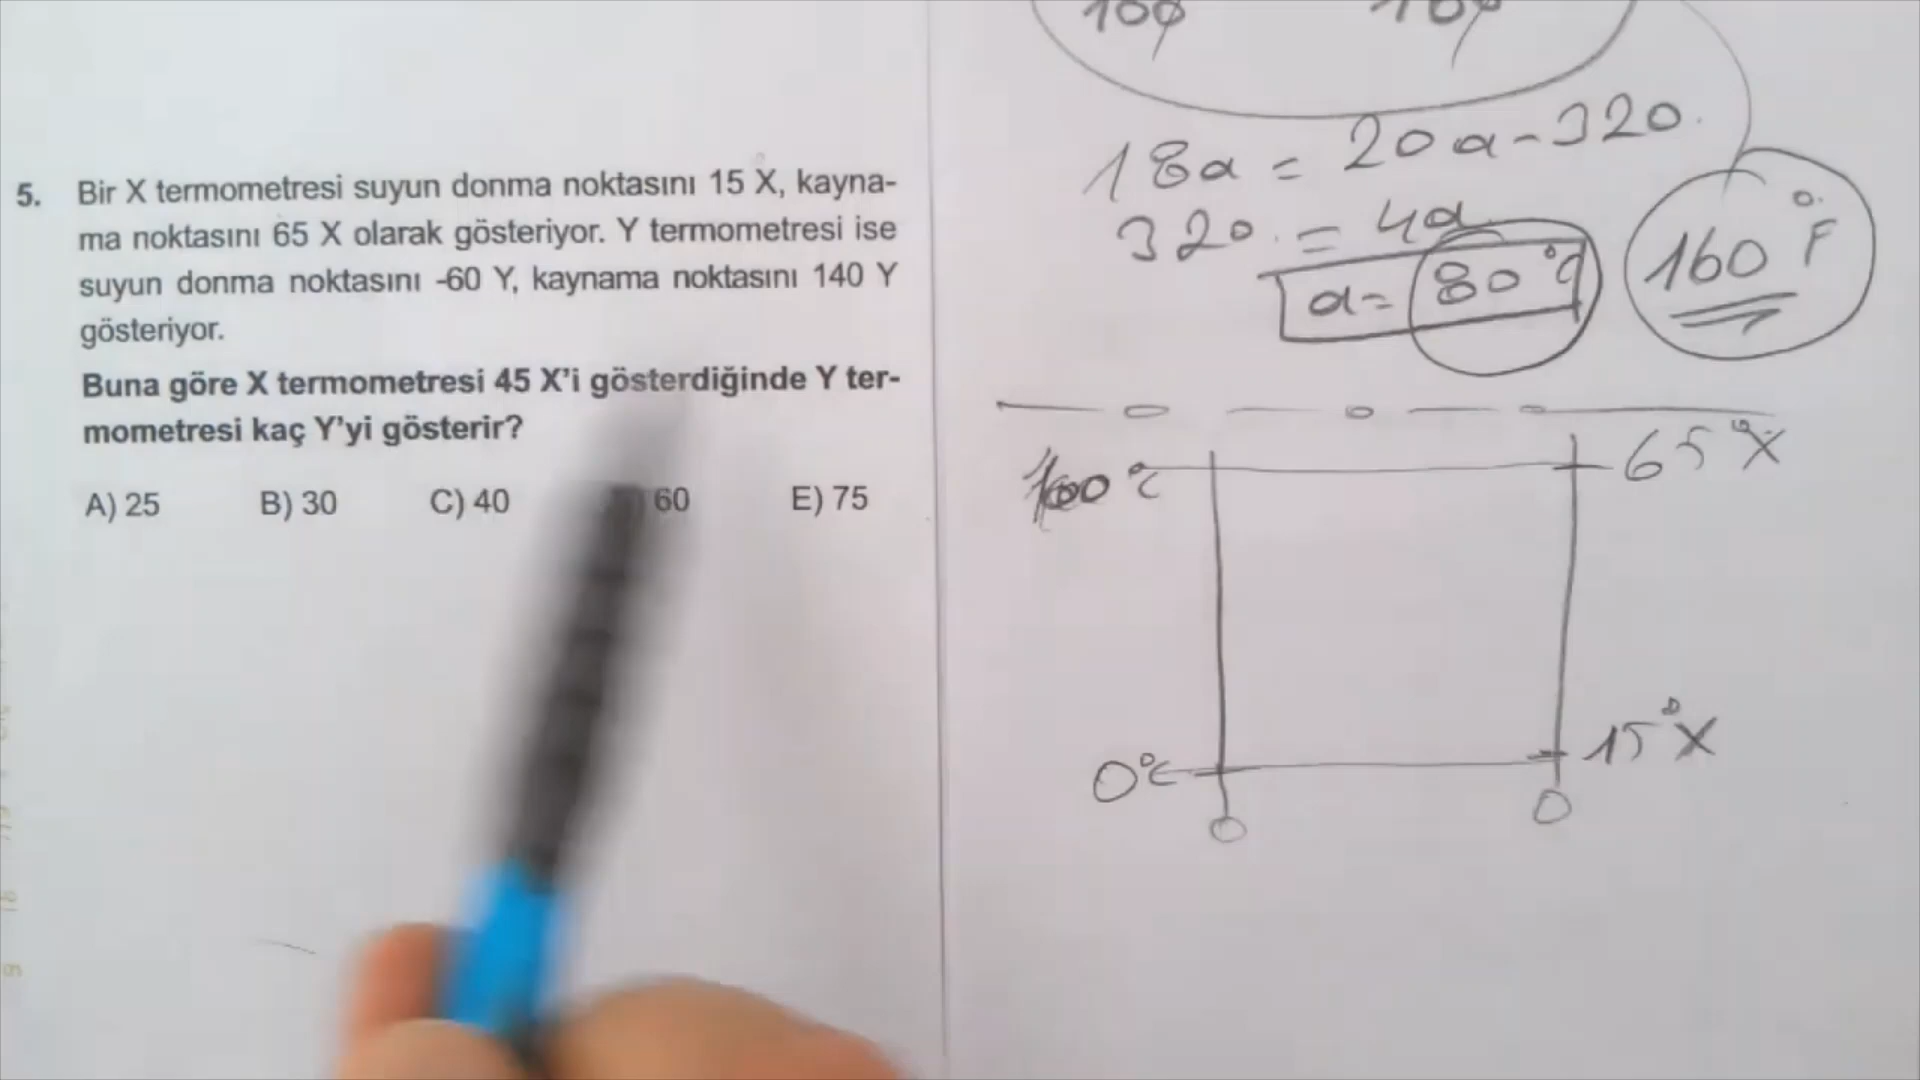 5. Bir X termometresi suyun donma noktasını 15 X, kayna-
ma noktasını 65 X olarak gösteriyor. Y termometresi ise
suyun donma noktasını -60 Y, kaynama noktasını 140 Y
gösteriyor.
Buna göre X termometresi 45 X'i gösterdiğinde Y ter-
mometresi kaç Y'yi gösterir?
A) 25 B) 30 C) 40 60 E) 75
18a = 20a - 320
320 = 4a
a = 80°C
160°F
100°C 65°X
0°C 15°X